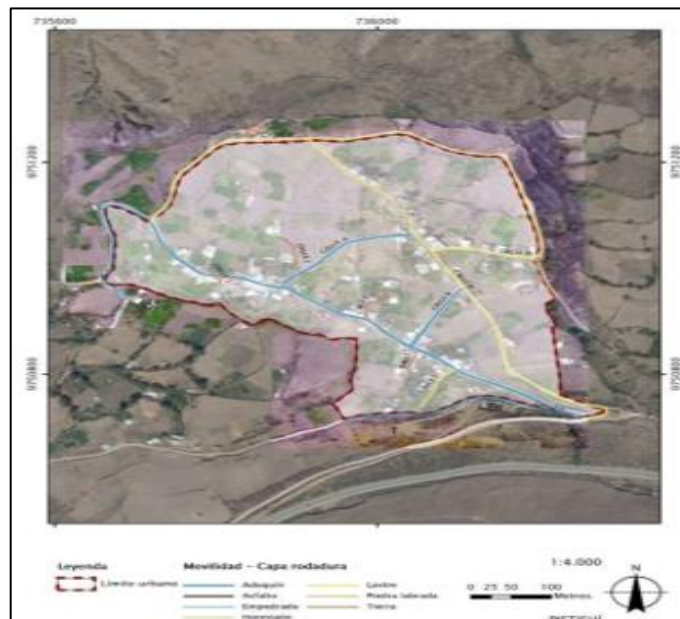 735600
736000
9751200
9751200
9750800
9750800
Leyenda
Límite urbano
Movilidad - Capa rodadura
Adoquín
Asfalto
Empedrado
Hormigón
Lastre
Piedra labrada
Tierra
1:4.000
0 25 50 100
Metros
N